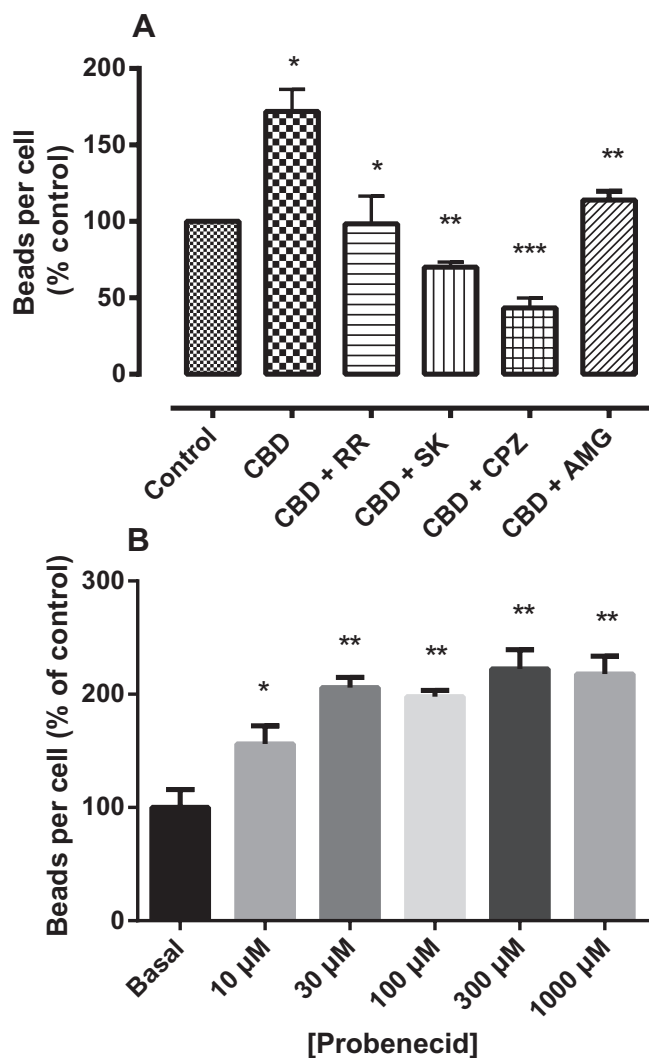 A
Beads per cell
(% control)
200
150
100
50
0
*
*
**
***
**
Control
CBD
CBD + RR
CBD + SK
CBD + CPZ
CBD + AMG
B
Beads per cell (% of control)
300
200
100
0
*
**
**
**
**
Basal
10 µM
30 µM
100 µM
300 µM
1000 µM
[Probenecid]